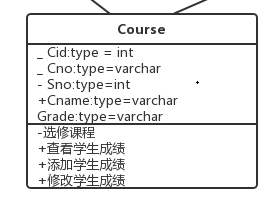 Course
_ Cid:type = int
_ Cno:type=varchar
- Sno:type=int
+Cname:type=varchar
Grade:type=varchar
-选修课程
+查看学生成绩
+添加学生成绩
+修改学生成绩